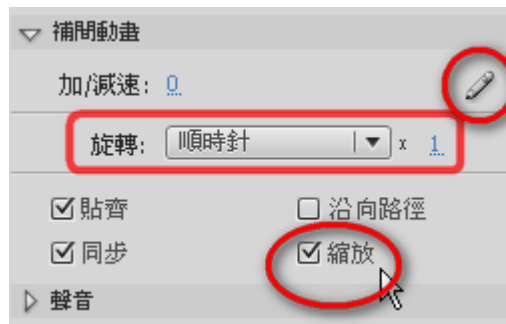 補間動畫
加/減速: 0
旋轉: 順時針 x 1
貼齊 沿向路徑
同步 縮放
聲音